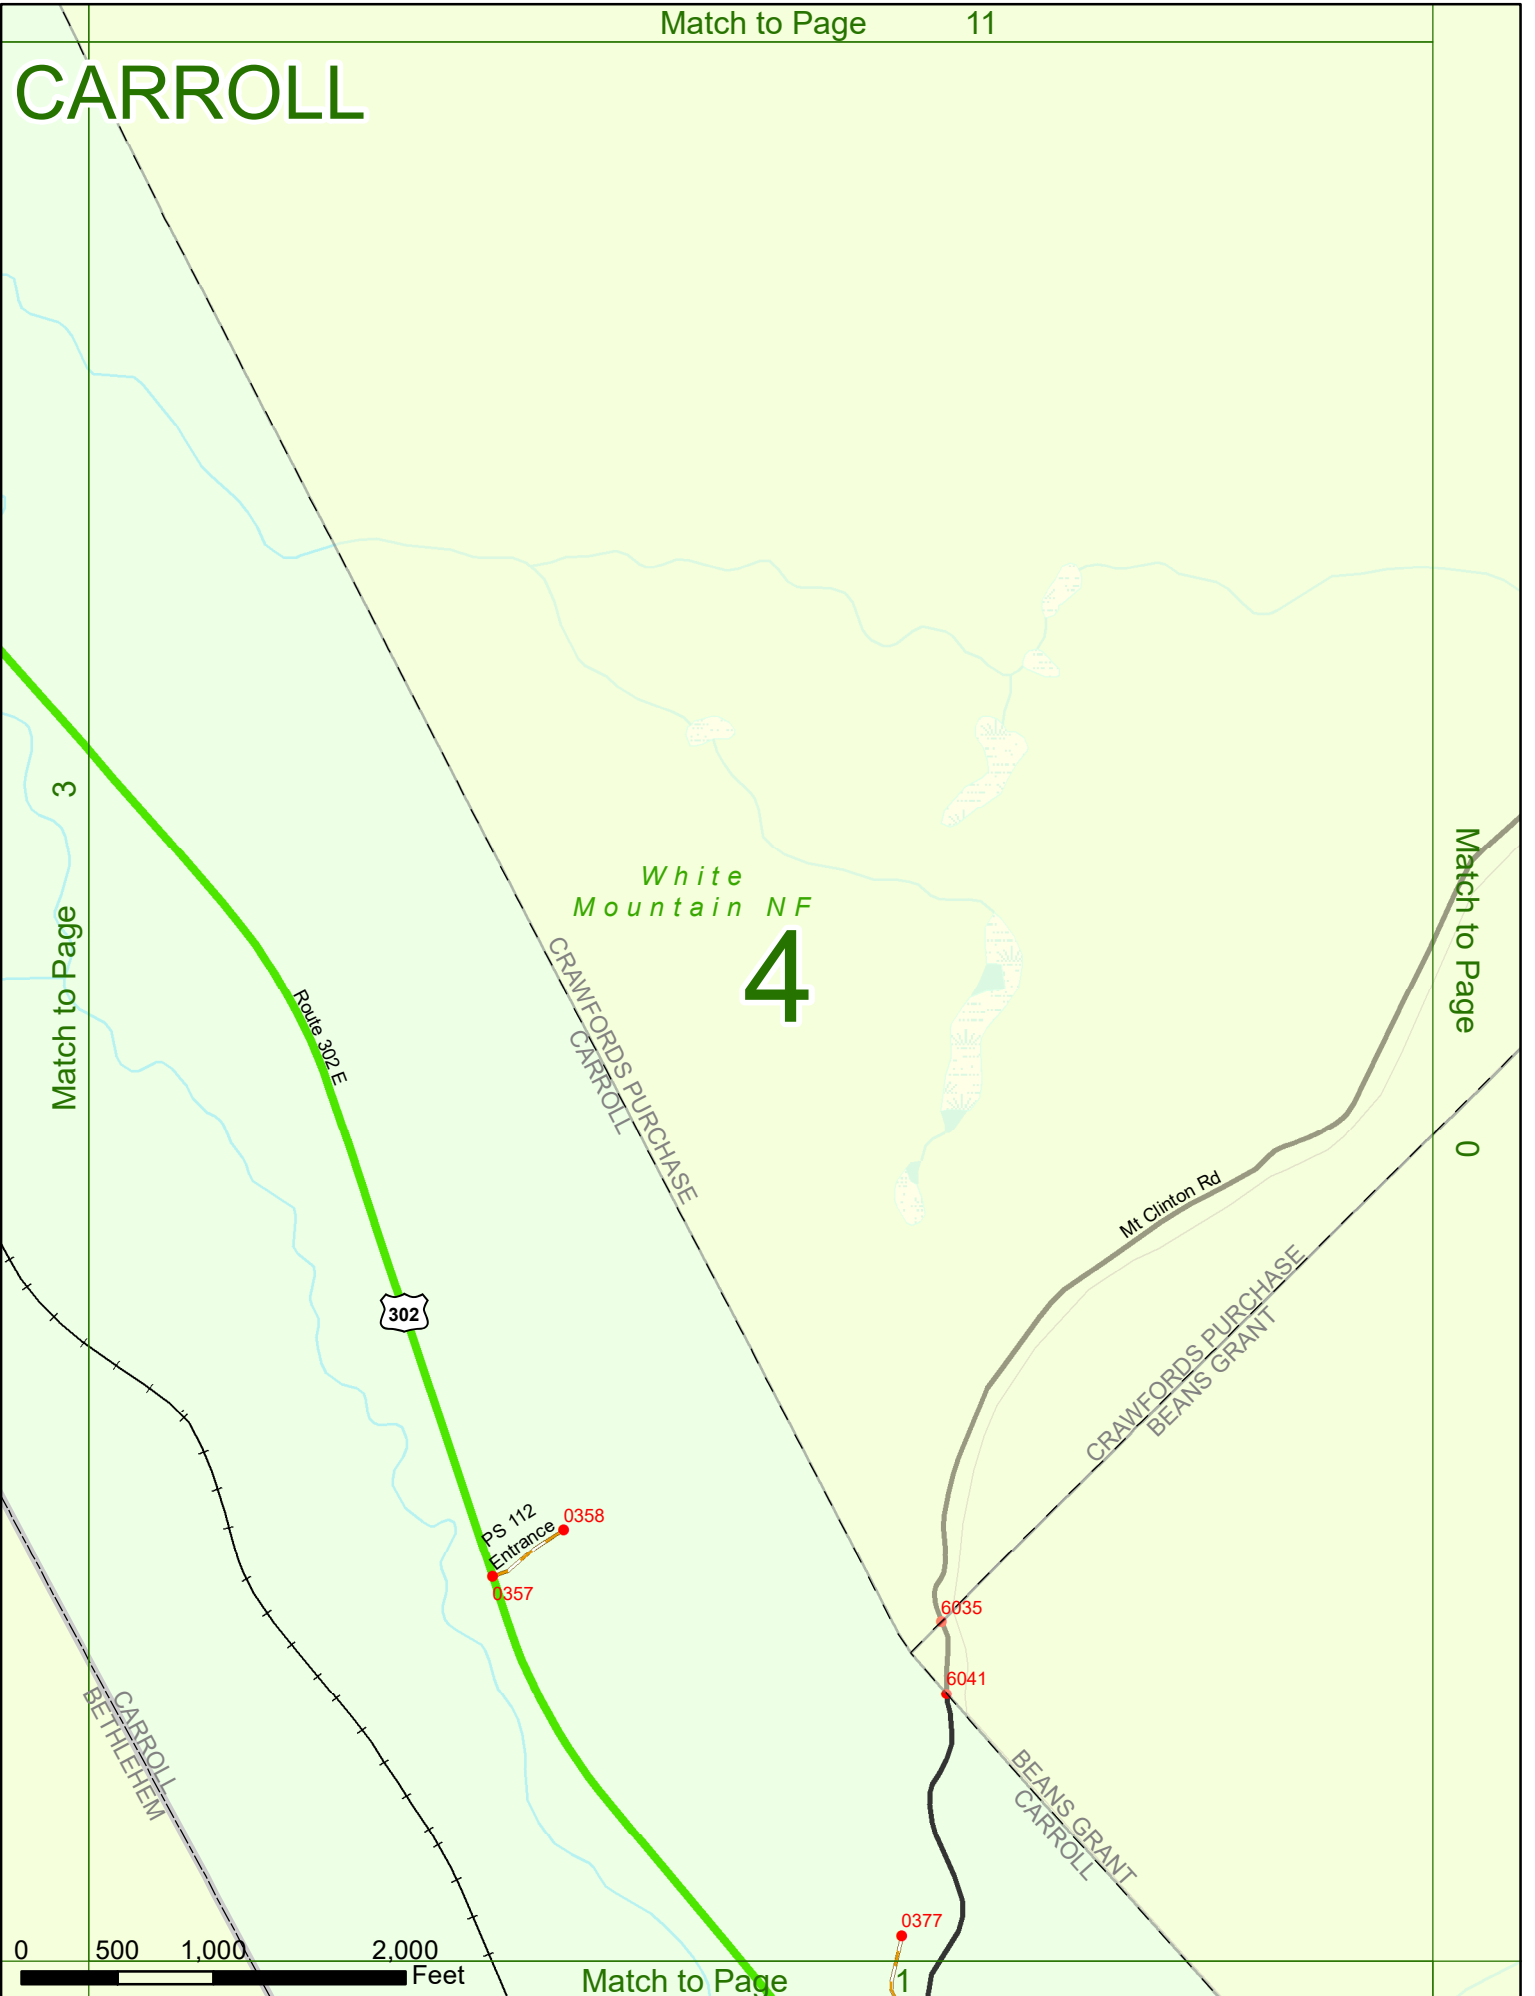 Match to Page 11
CARROLL
Match to Page 3
White
Mountain NF
4
Match to Page 0
CRAWFORDS PURCHASE
CARROLL
Route 302 E
Mt Clinton Rd
302
CRAWFORDS PURCHASE
BEANS GRANT
PS 112
Entrance
0358
0357
6035
6041
CARROLL
BETHLEHEM
BEANS GRANT
CARROLL
0377
0 500 1,000 2,000
Feet
Match to Page 1